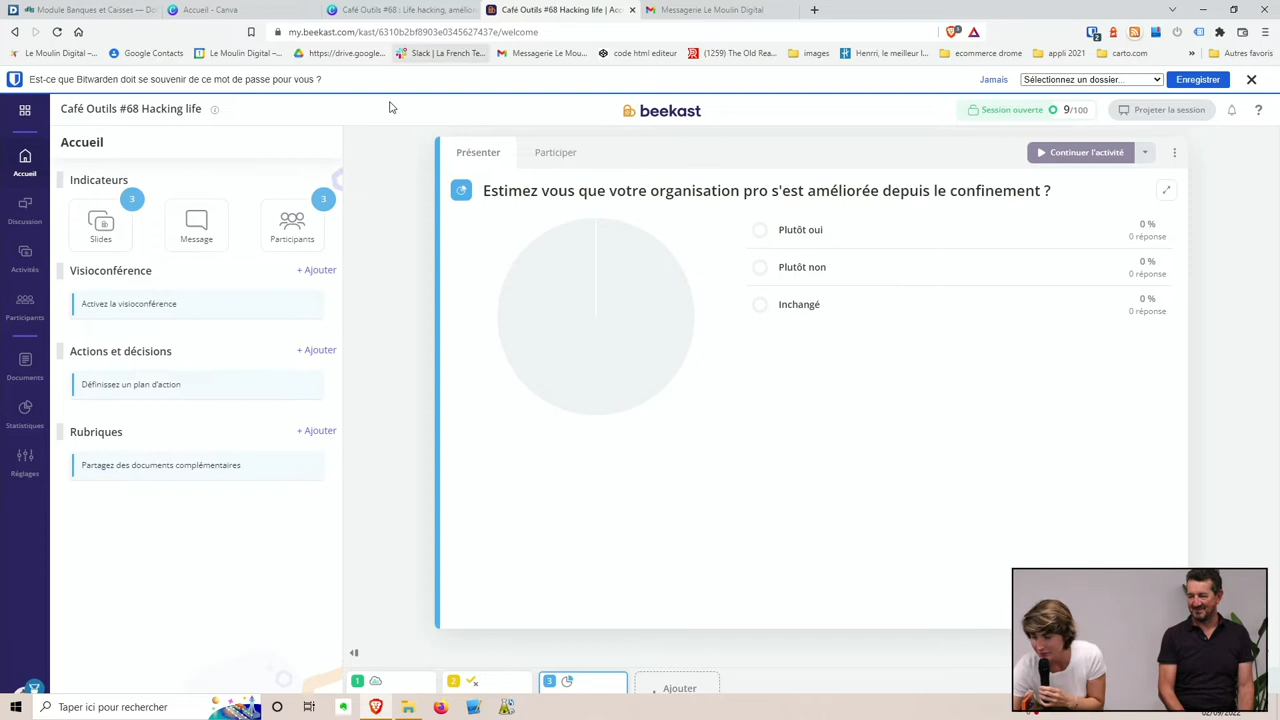 Module Banques et Caisses — Do
Accueil - Canva
Café Outils #68 : Life hacking, amélior
Café Outils #68 Hacking life | Acc
Messagerie Le Moulin Digital
my.beekast.com/kast/6310b2bf8903e0345627437e/welcome
Le Moulin Digital –...
Google Contacts
Le Moulin Digital –...
https://drive.google...
Slack | La French Te...
Messagerie Le Mou...
code html editeur
(1259) The Old Rea...
images
Henrri, le meilleur l...
ecommerce drome
appli 2021
carto.com
»
Autres favoris
Est-ce que Bitwarden doit se souvenir de ce mot de passe pour vous ?
Jamais
Sélectionnez un dossier...
Enregistrer
Café Outils #68 Hacking life
beekast
Session ouverte
9/100
Projeter la session
Accueil
Indicateurs
3
Slides
Message
3
Participants
Visioconférence
+ Ajouter
Activez la visioconférence
Actions et décisions
+ Ajouter
Définissez un plan d'action
Rubriques
+ Ajouter
Partagez des documents complémentaires
Accueil
Discussion
Activités
Participants
Documents
Statistiques
Réglages
Présenter
Participer
Continuer l'activité
Estimez vous que votre organisation pro s'est améliorée depuis le confinement ?
Plutôt oui
0 %
0 réponse
Plutôt non
0 %
0 réponse
Inchangé
0 %
0 réponse
1
2
3
Ajouter
Taper ici pour rechercher
02/09/2022